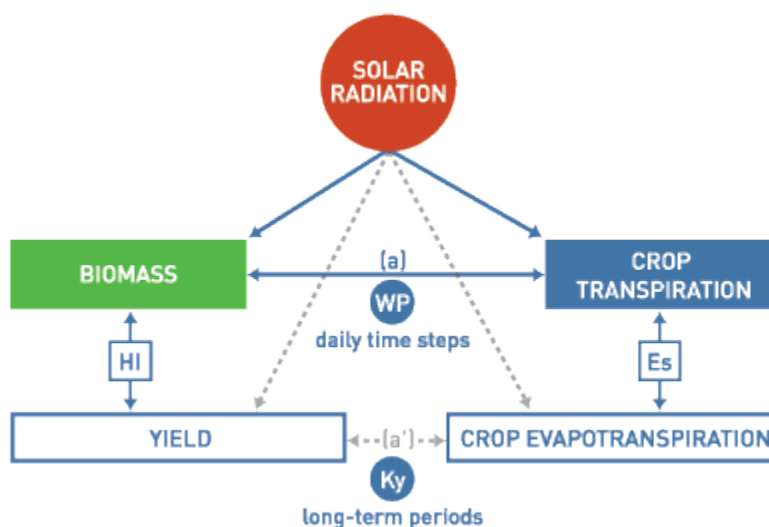 SOLAR
RADIATION
BIOMASS
(a)
CROP
TRANSPIRATION
WP
daily time steps
HI
Es
YIELD
(a')
CROP EVAPOTRANSPIRATION
Ky
long-term periods